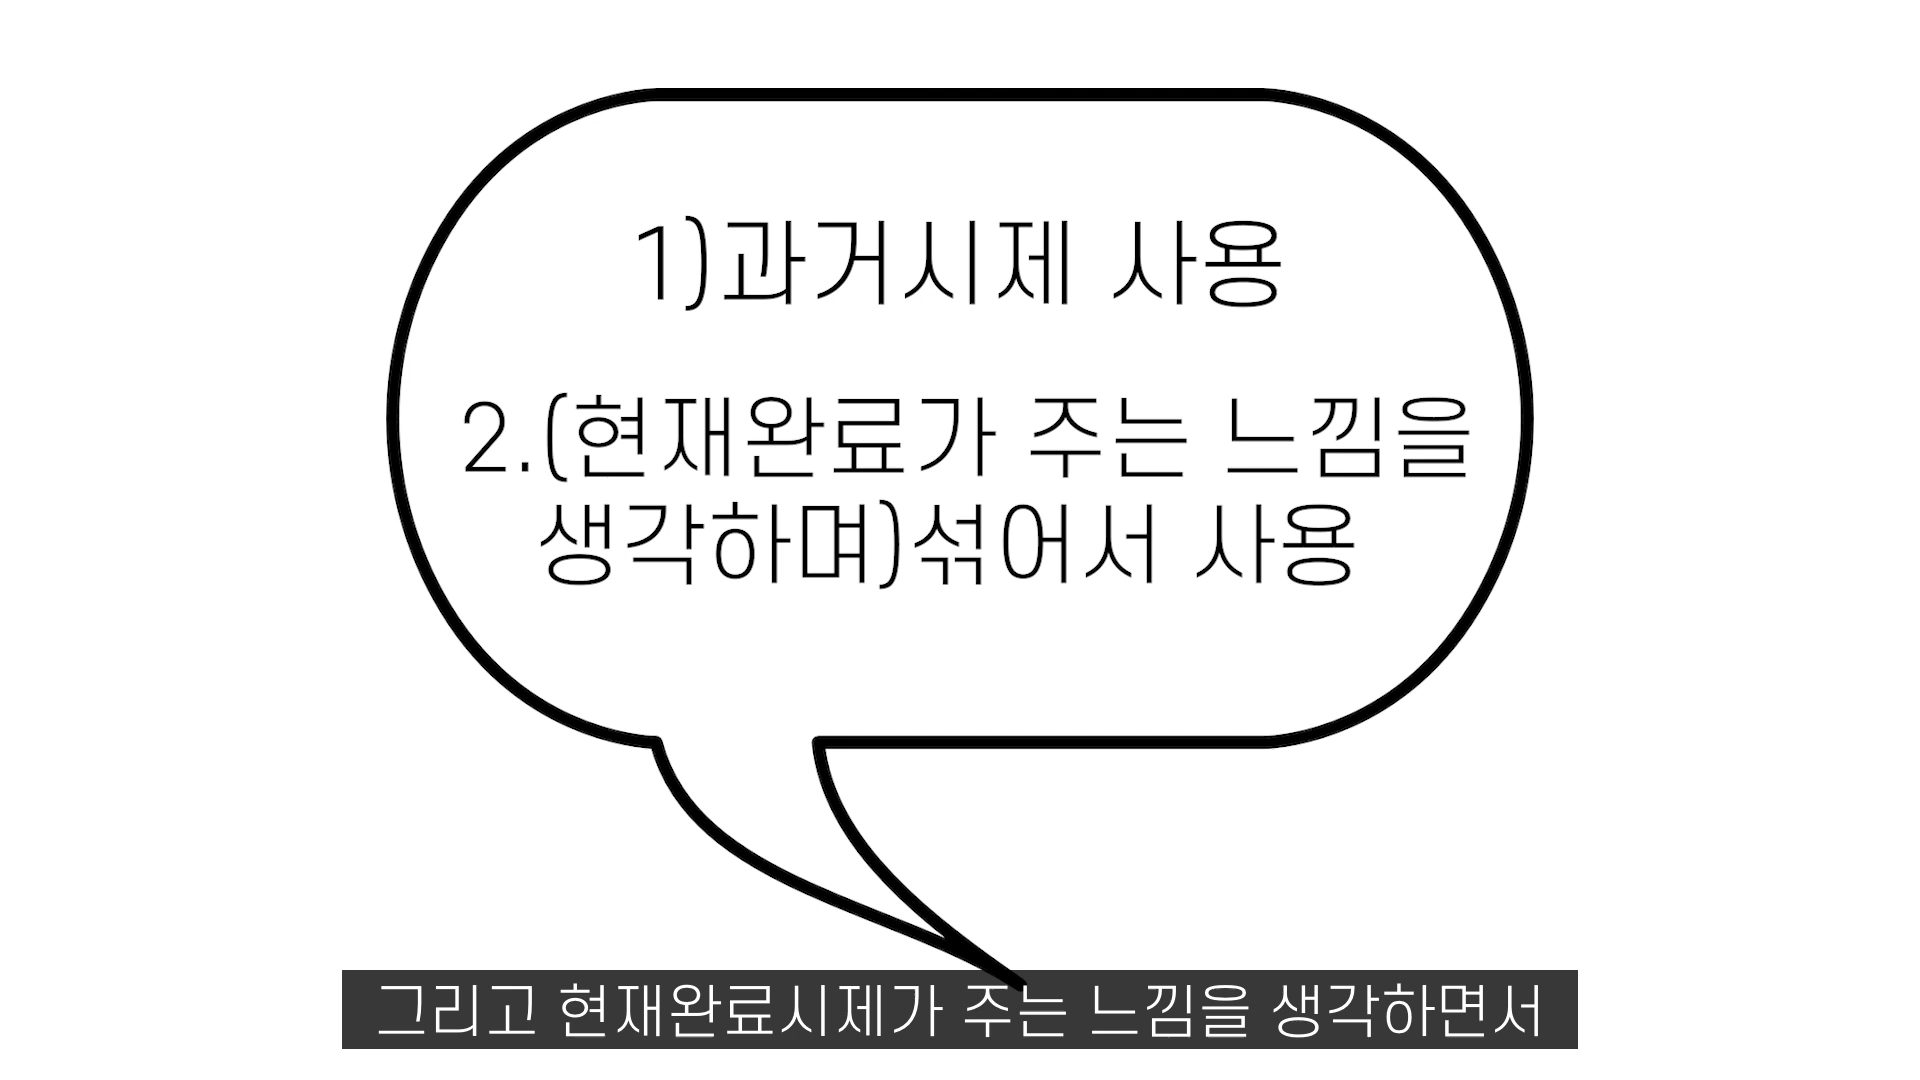 1)과거시제 사용
2.(현재완료가 주는 느낌을
생각하며)섞어서 사용
그리고 현재완료시제가 주는 느낌을 생각하면서